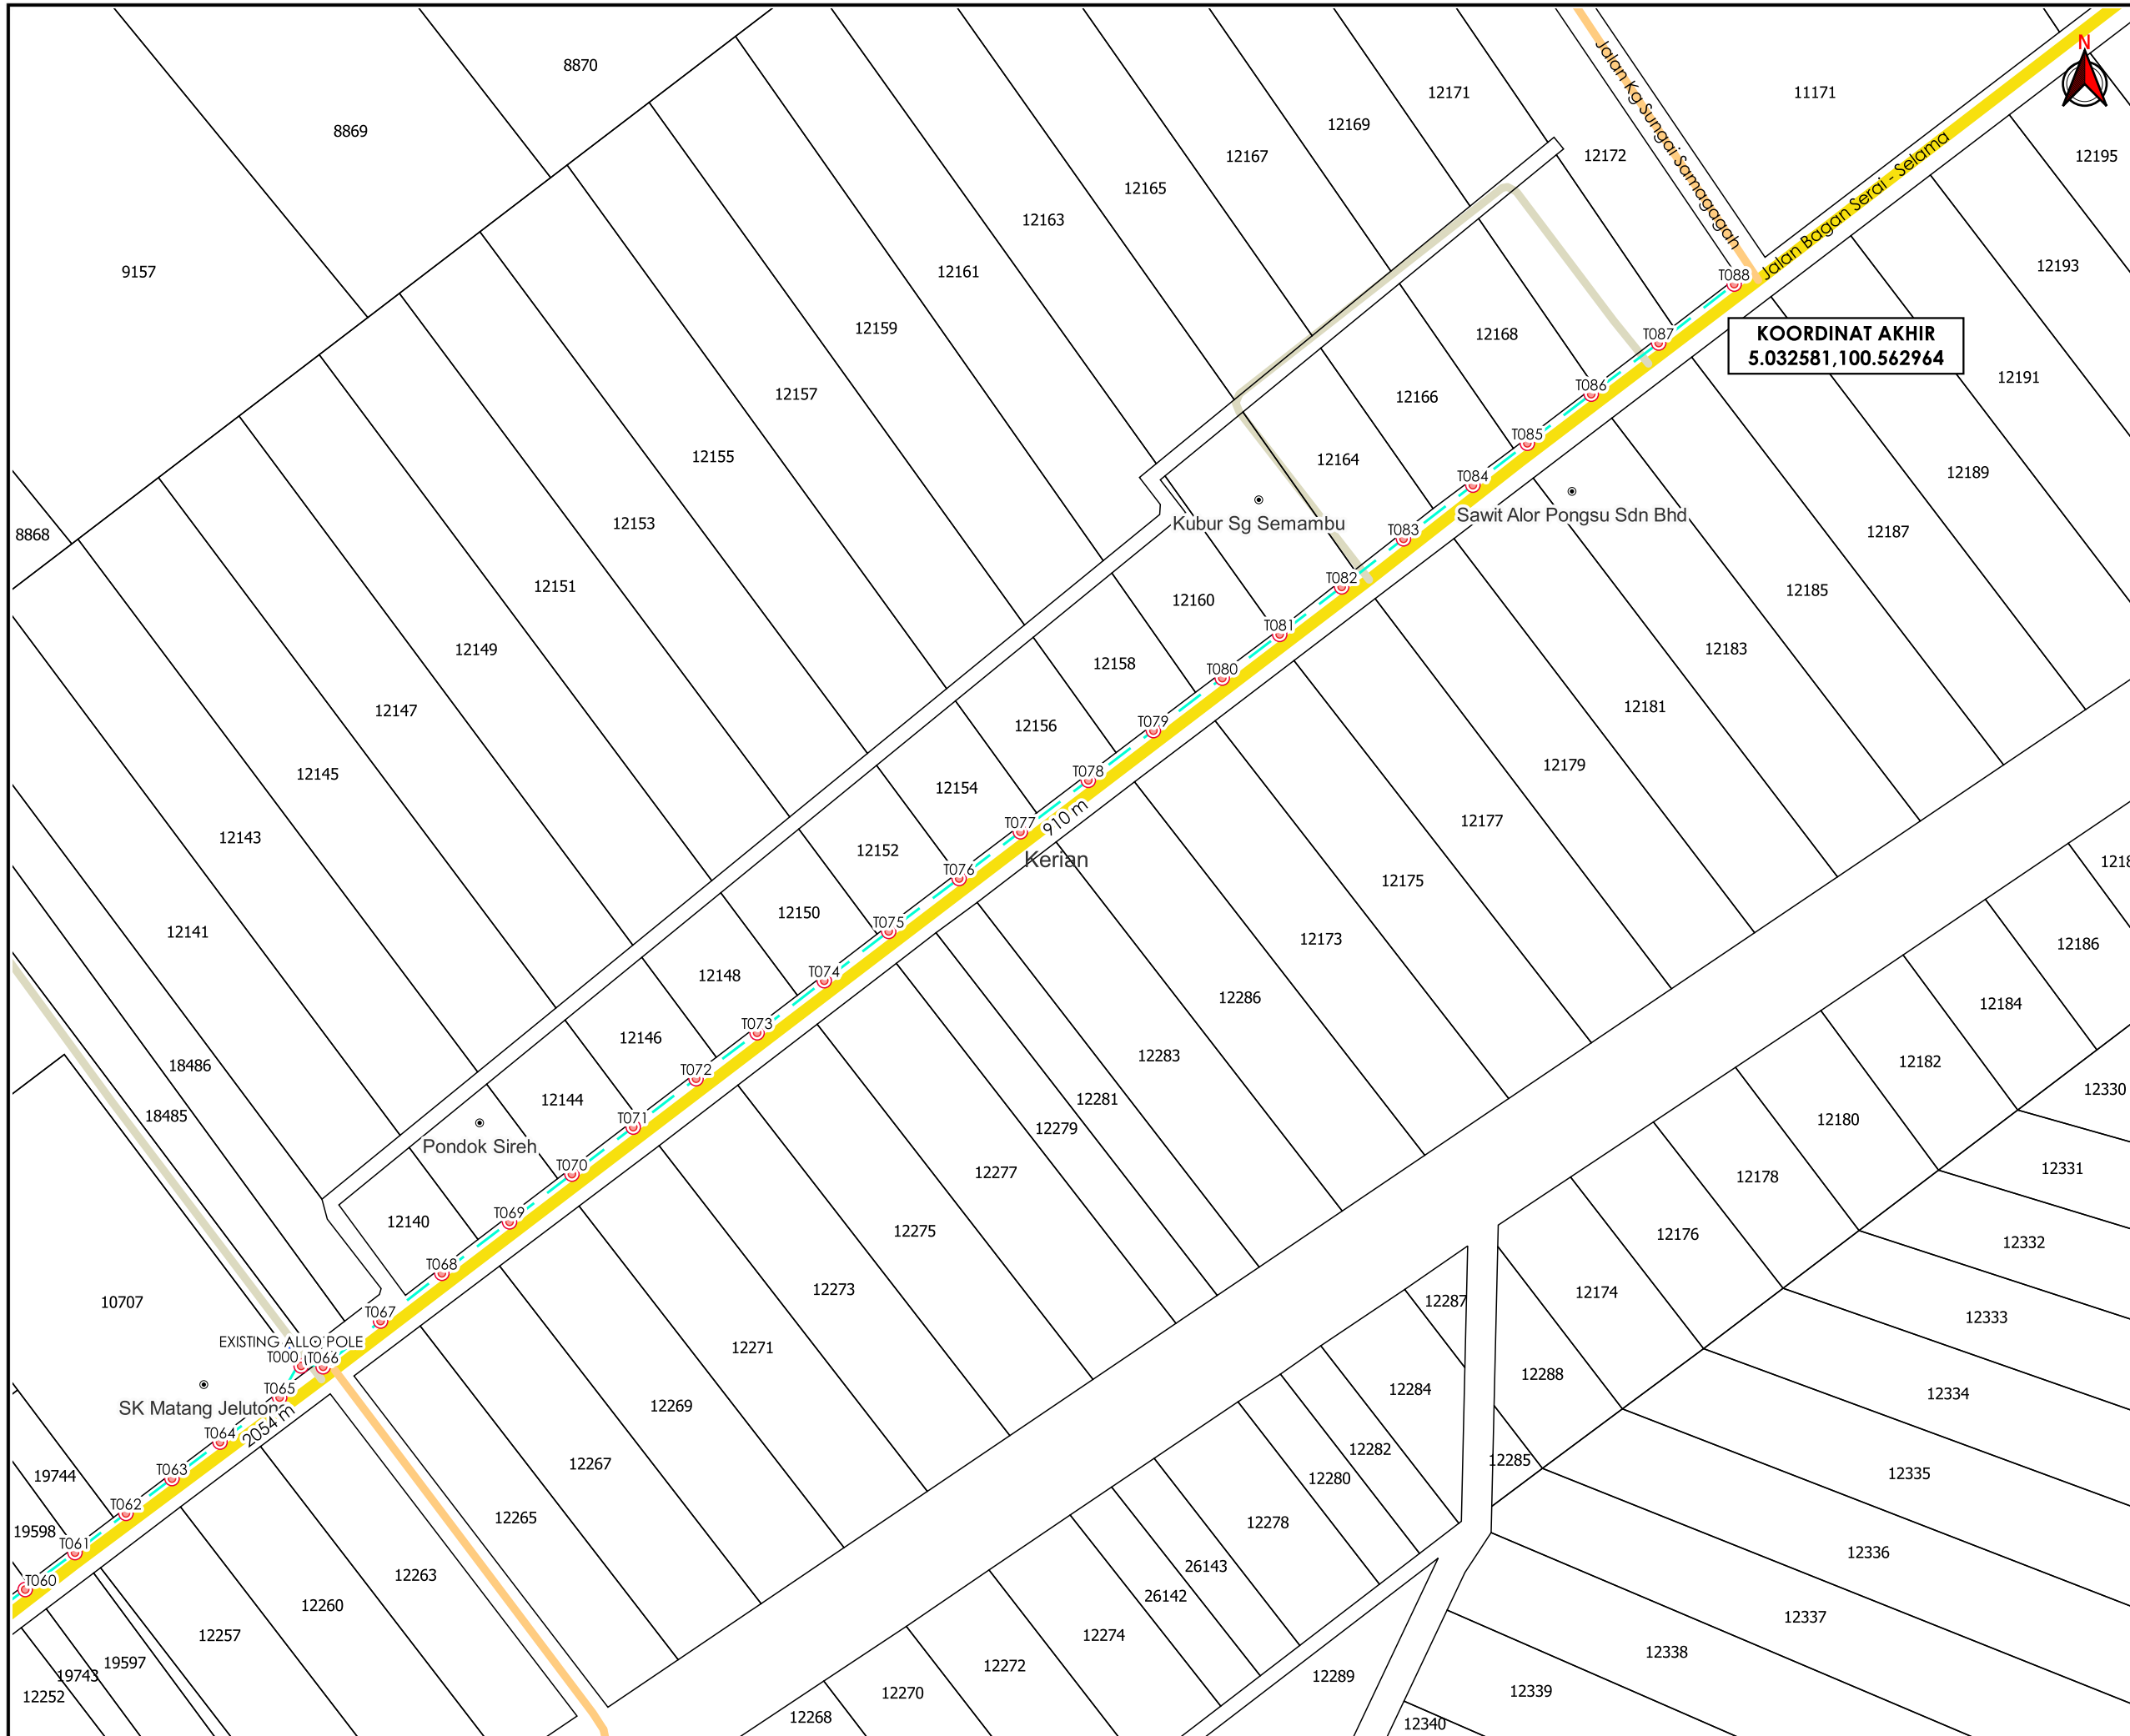 8870
8869
9157
8868
12171
12169
12167
12165
12163
12161
12159
12157
12155
12153
12151
12149
12147
12145
12143
12141
18486
18485
10707
12172
11171
12195
12193
12191
12189
12187
12185
12183
12181
12179
12177
12175
12173
12286
12283
12281
12279
12277
12275
12273
12271
12269
12267
12265
12263
12260
12257
19597
19743
12252
19744
19598
12168
12166
12164
12160
12158
12156
12154
12152
12150
12148
12146
12144
12140
Jalan Kg Sungai Samagagah
Jalan Bagan Serai - Selama
N
KOORDINAT AKHIR
5.032581,100.562964
Kubur Sg Semambu
Sawit Alor Pongsu Sdn Bhd
Kerian
910 m
Pondok Sireh
EXISTING ALLO POLE
SK Matang Jelutong
2054 m
T088
T087
T086
T085
T084
T083
T082
T081
T080
T079
T078
T077
T076
T075
T074
T073
T072
T071
T070
T069
T068
T067
T066
T000
T065
T064
T063
T062
T061
T060
12186
12184
12182
12180
12178
12176
12174
12330
12331
12332
12333
12334
12335
12336
12337
12338
12339
12340
12287
12288
12285
12284
12282
12280
12278
26143
26142
12274
12272
12270
12268
12289